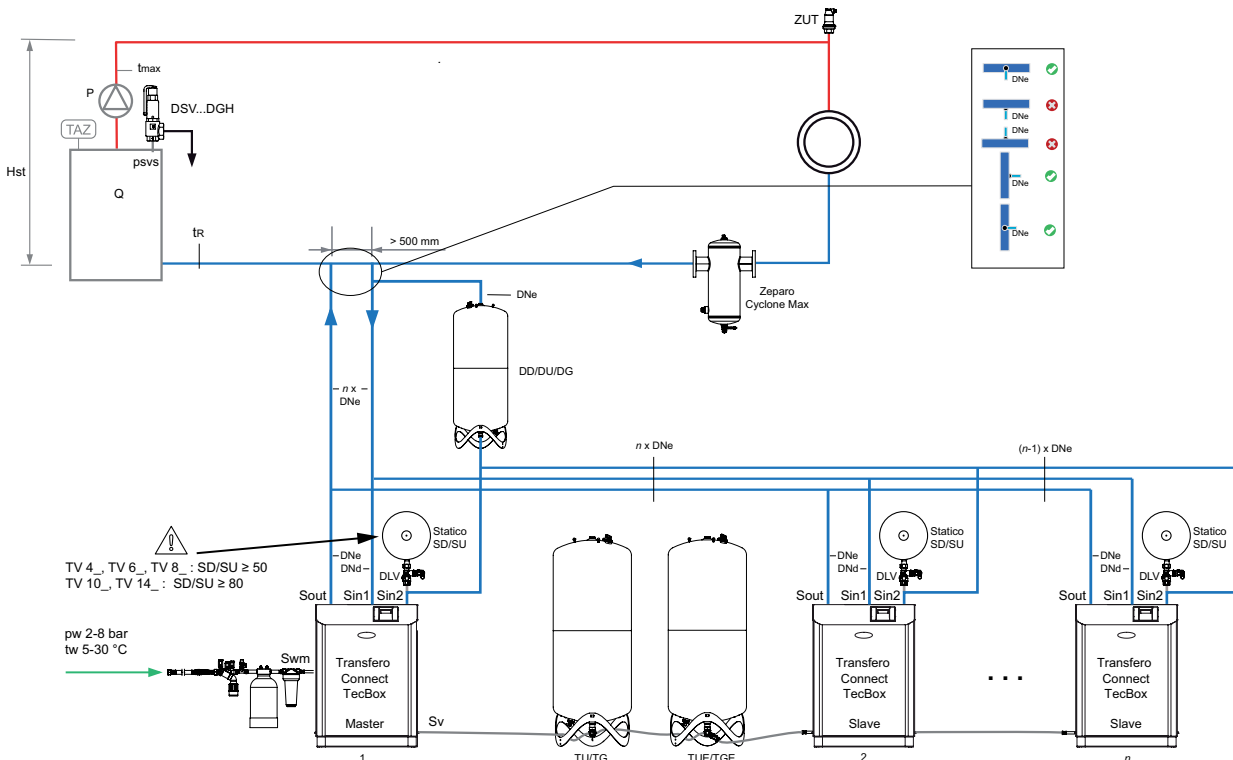 ZUT
tmax
P
DSV...DGH
TAZ
psvs
Hst
Q
DNe
DNe
DNe
DNe
DNe
tR
> 500 mm
DNe
Zeparo
Cyclone Max
DD/DU/DG
n x
DNe
n x DNe
(n-1) x DNe
Statico
SD/SU
Statico
SD/SU
Statico
SD/SU
TV 4_, TV 6_, TV 8_ : SD/SU ≥ 50
TV 10_, TV 14_ : SD/SU ≥ 80
DNe
DNd
DLV
DNe
DNd
DLV
DNe
DNd
DLV
Sout Sin1 Sin2
Sout Sin1 Sin2
Sout Sin1 Sin2
pw 2-8 bar
tw 5-30 °C
Swm
Transfero
Connect
TecBox
Master
Transfero
Connect
TecBox
Slave
Transfero
Connect
TecBox
Slave
. . .
Sv
1
TU/TG
TUE/TGE
2
n